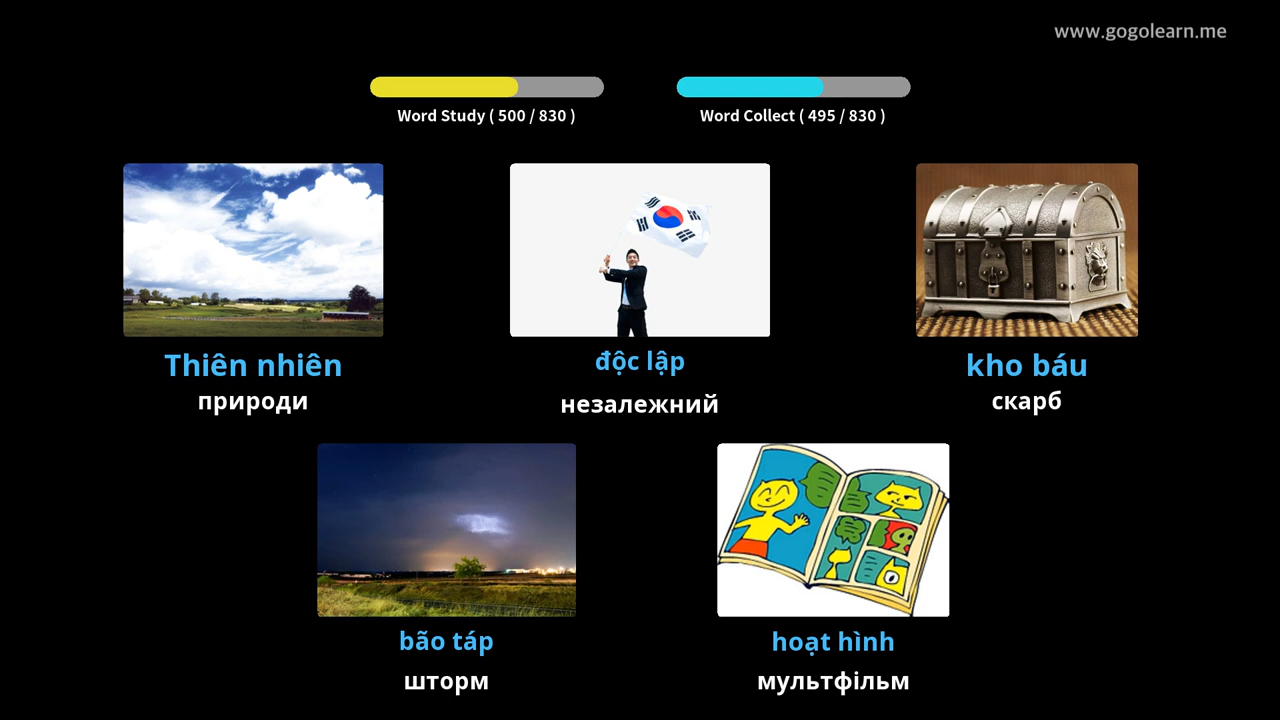 www.gogolearn.me
Word Study ( 500 / 830 )
Word Collect ( 495 / 830 )
Thiên nhiên
природи
độc lập
незалежний
kho báu
скарб
bão táp
шторм
hoạt hình
мультфільм